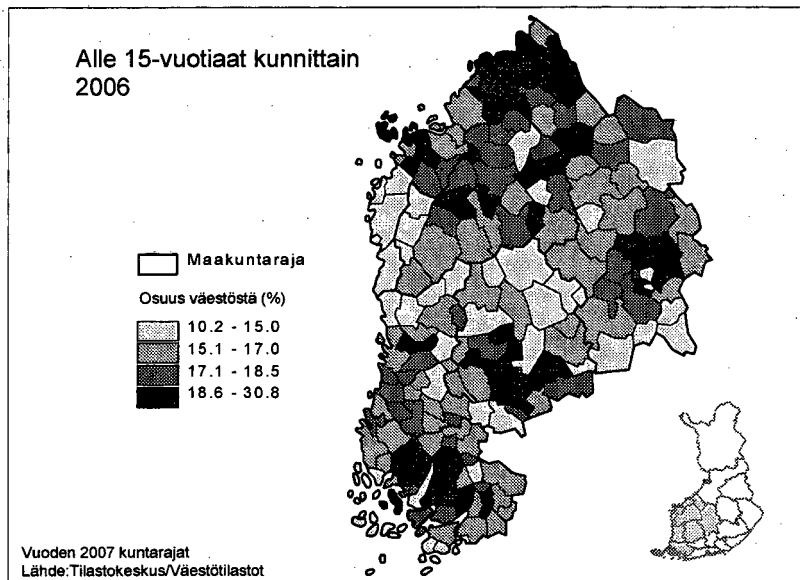 Alle 15-vuotiaat kunnittain
2006
Maakuntaraja
Osuus väestöstä (%)
10.2 - 15.0
15.1 - 17.0
17.1 - 18.5
18.6 - 30.8
Vuoden 2007 kuntarajat
Lähde:Tilastokeskus/Väestötilastot